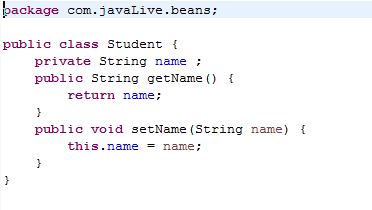 package com.javaLive.beans;
public class Student {
    private String name ;
    public String getName() {
        return name;
    }
    public void setName(String name) {
        this.name = name;
    }
}